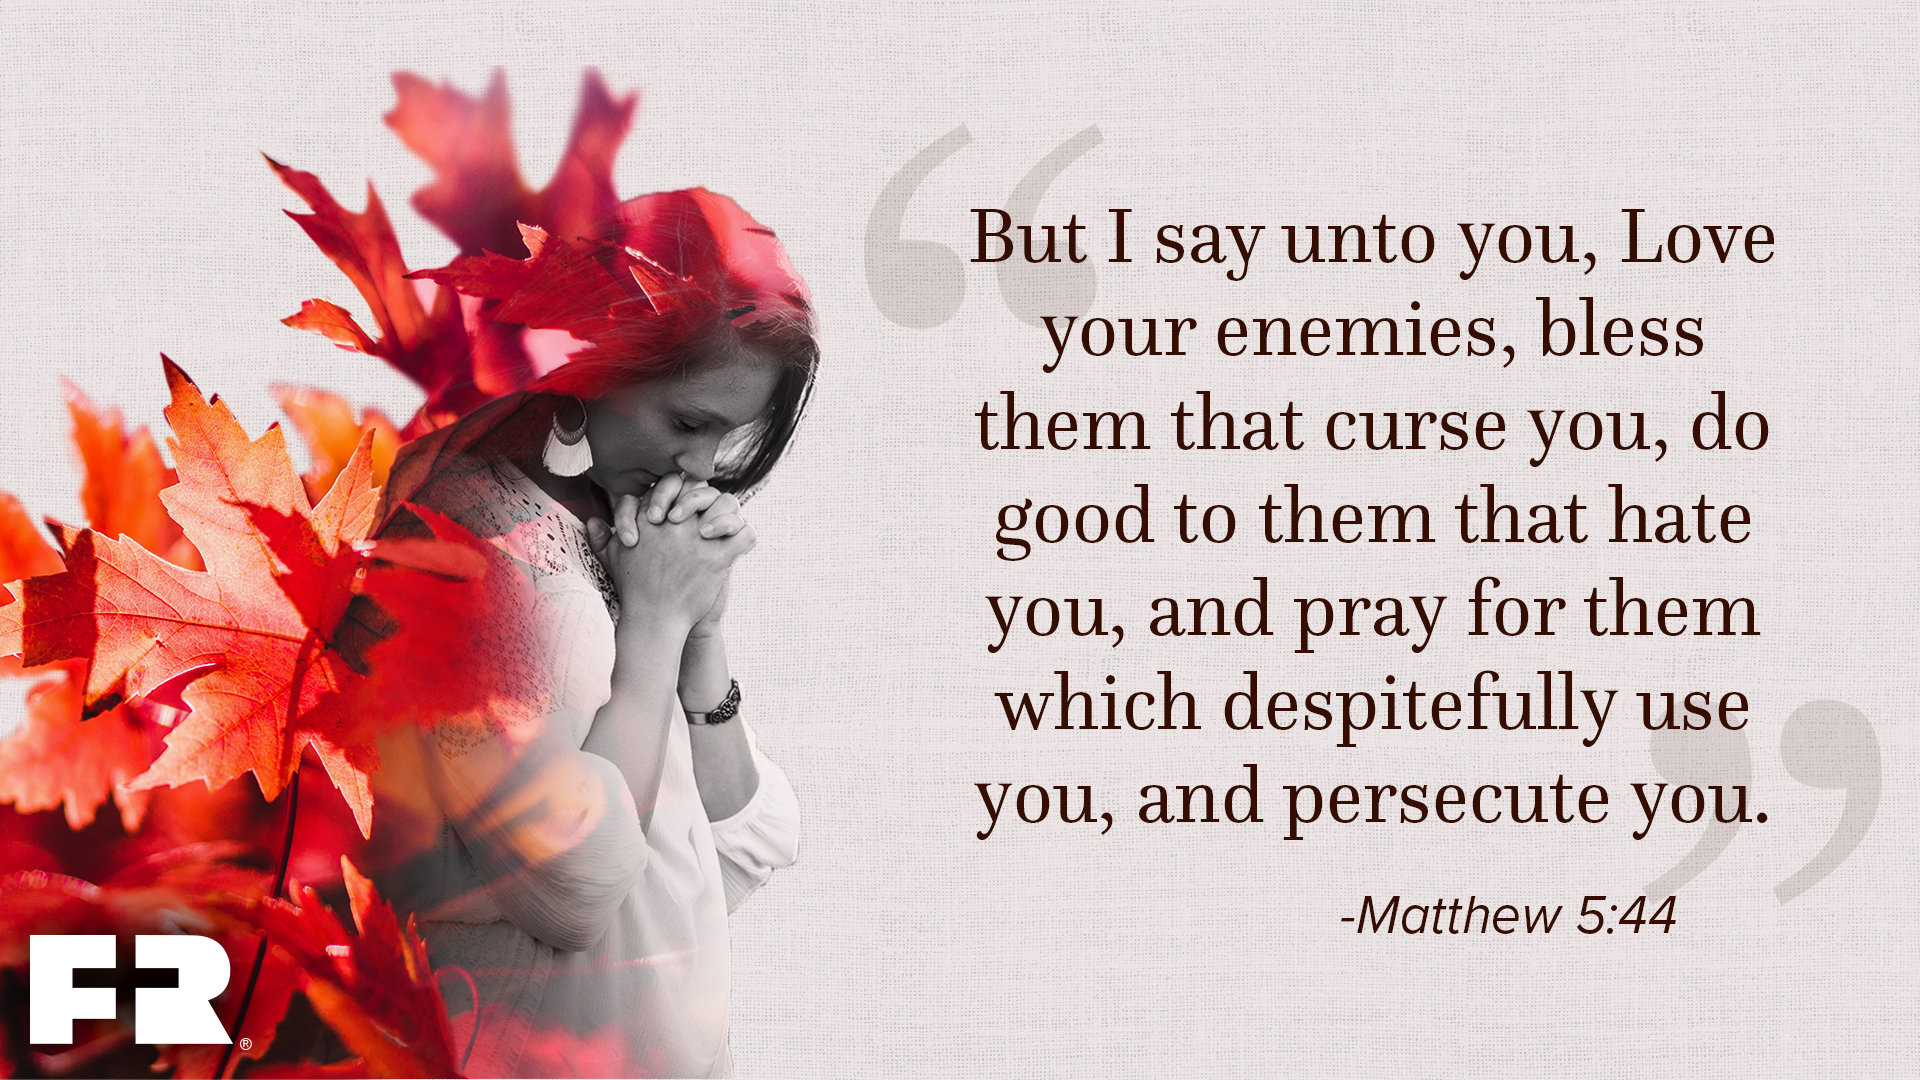 But I say unto you, Love
your enemies, bless
them that curse you, do
good to them that hate
you, and pray for them
which despitefully use
you, and persecute you.
-Matthew 5:44
FR®